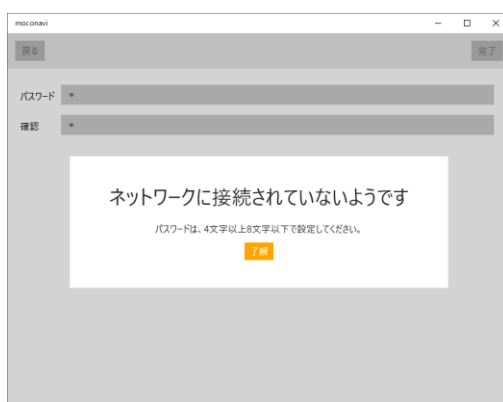 moconavi
戻る
完了
パスワード *
確認 *
ネットワークに接続されていないようです
パスワードは、4文字以上8文字以下で設定してください。
了解